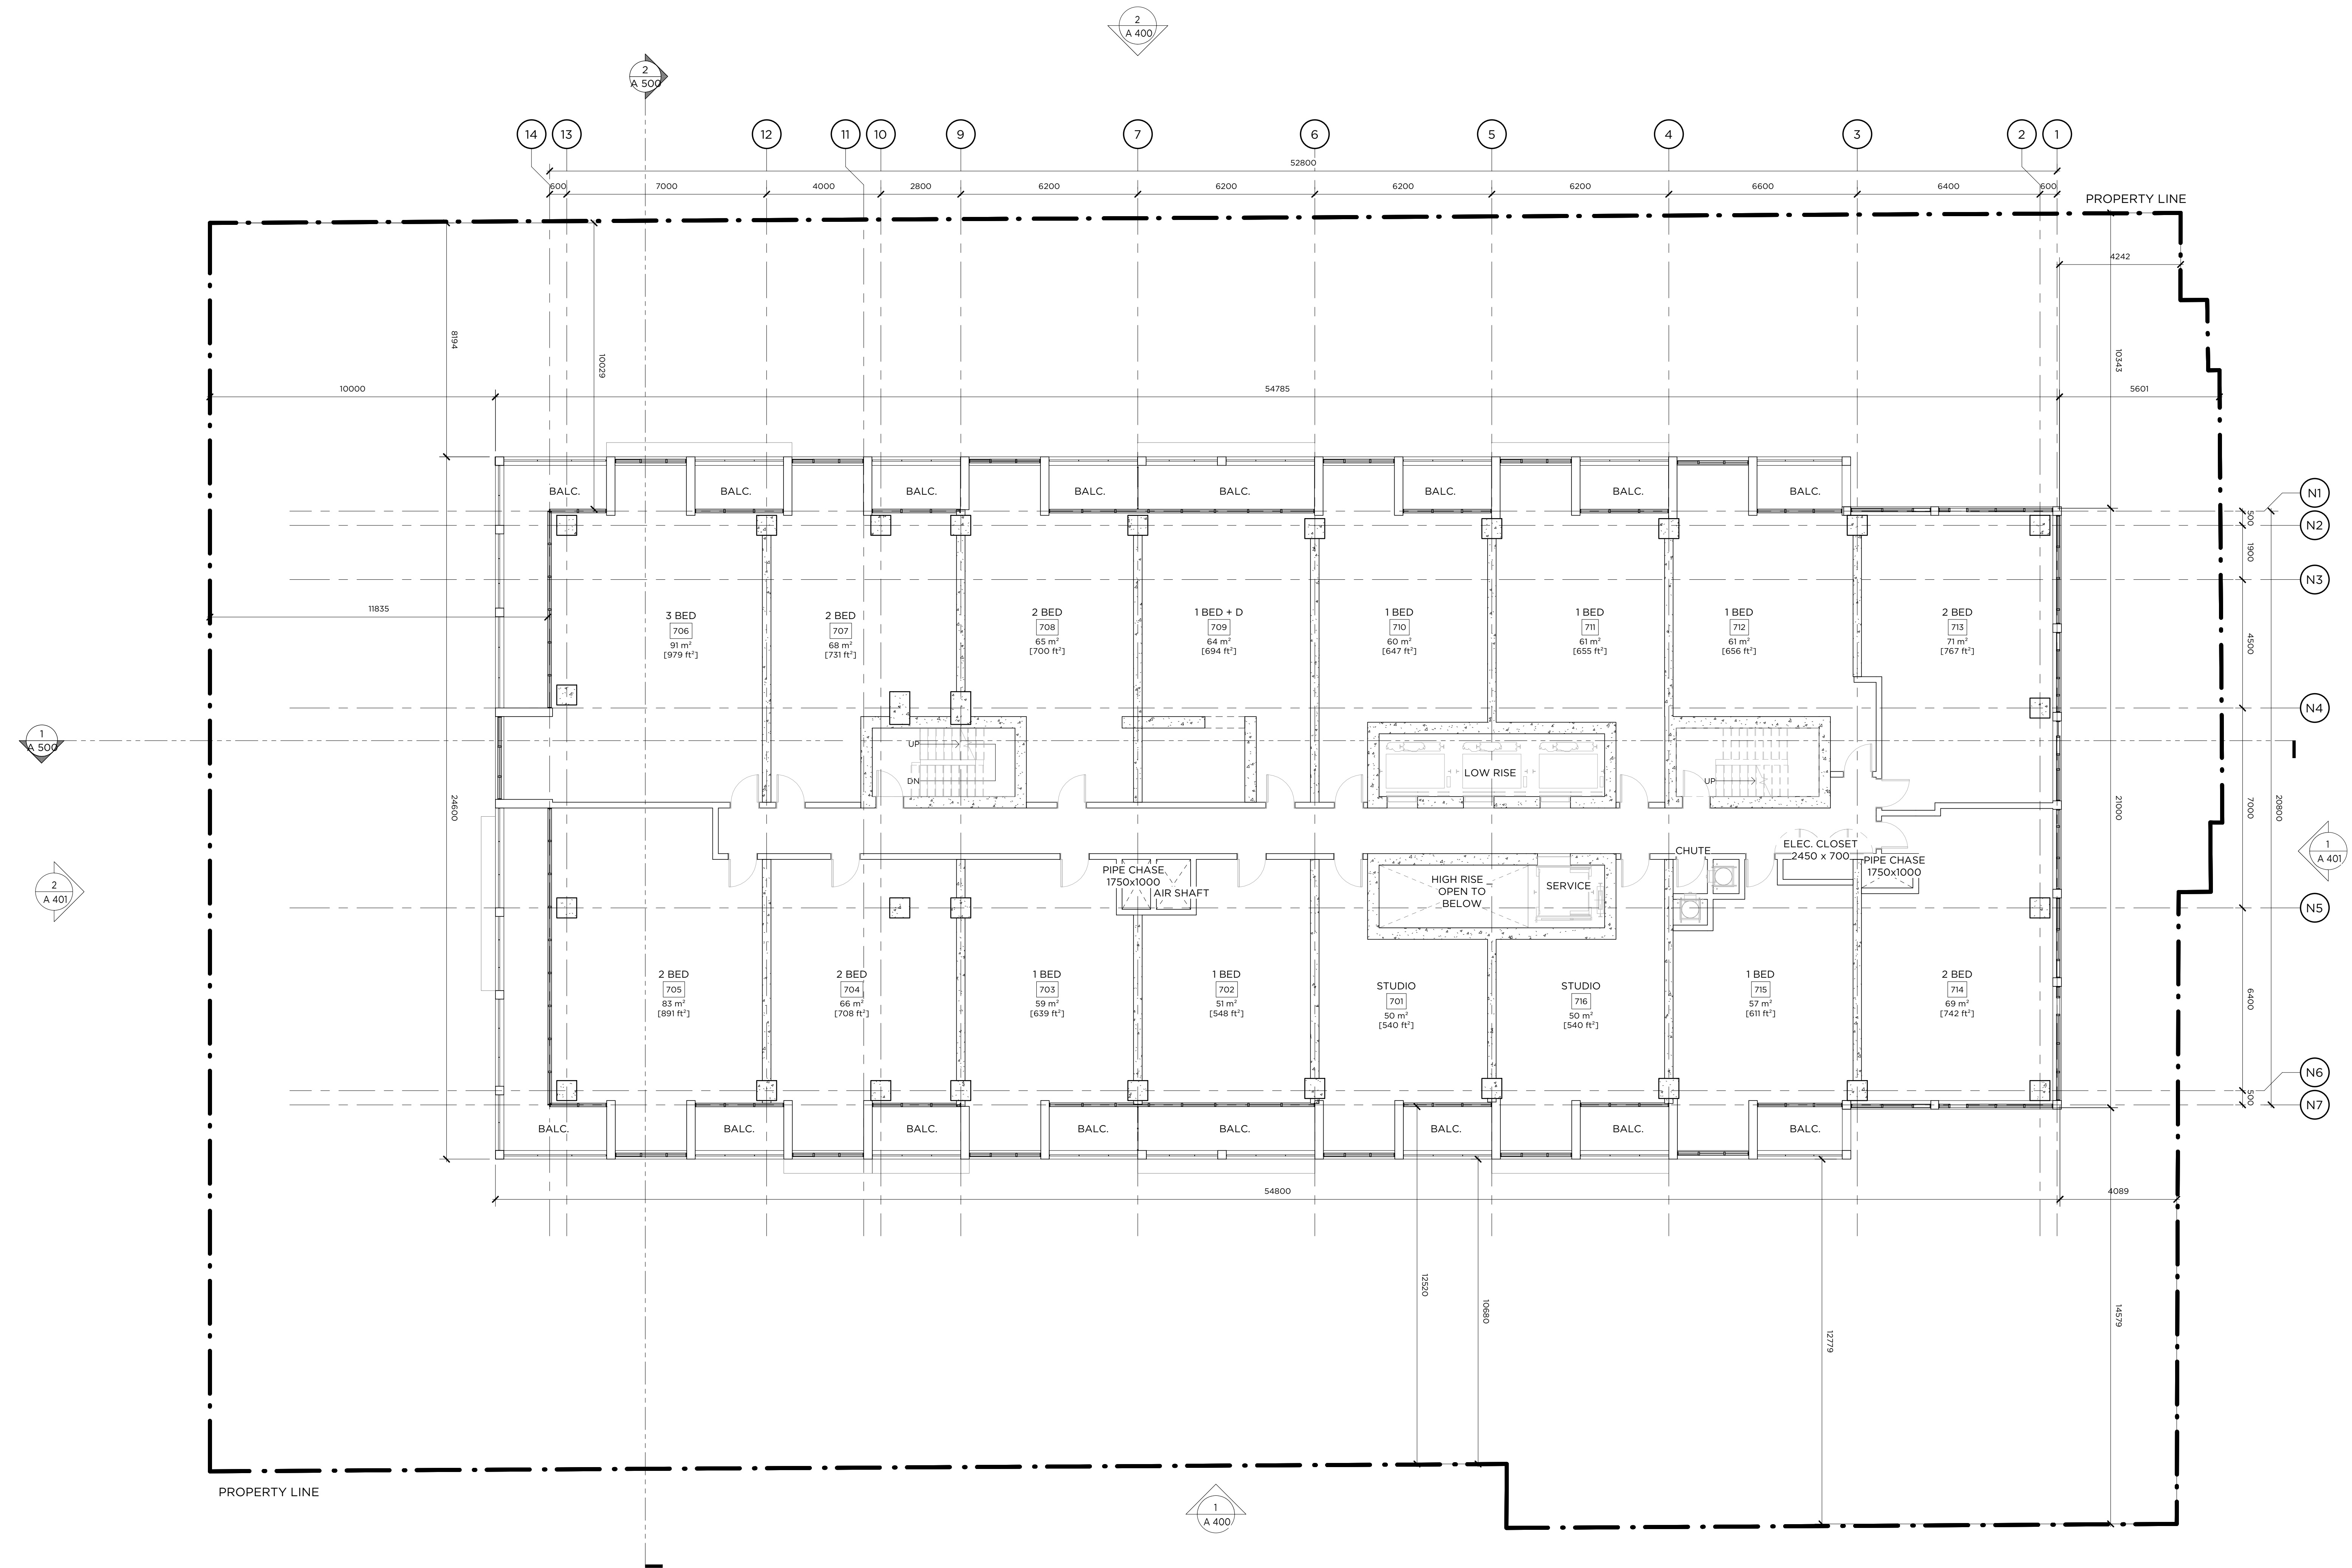 2
A 400
2
A 500
14
13
12
11
10
9
7
6
5
4
3
2
1
52800
600
7000
4000
2800
6200
6200
6200
6200
6600
6400
600
PROPERTY LINE
4242
8194
10029
10343
10000
54785
5601
N1
BALC.
BALC.
BALC.
BALC.
BALC.
BALC.
BALC.
BALC.
500
N2
1900
N3
11835
3 BED
706
91 m²
[979 ft²]
2 BED
707
68 m²
[731 ft²]
2 BED
708
65 m²
[700 ft²]
1 BED + D
709
64 m²
[694 ft²]
1 BED
710
60 m²
[647 ft²]
1 BED
711
61 m²
[655 ft²]
1 BED
712
61 m²
[656 ft²]
2 BED
713
71 m²
[767 ft²]
4500
N4
1
A 500
UP
DN
LOW RISE
UP
24600
21000
7000
20800
2
A 401
PIPE CHASE
1750x1000
AIR SHAFT
HIGH RISE
OPEN TO
BELOW
SERVICE
CHUTE
ELEC. CLOSET
2450 x 700
PIPE CHASE
1750x1000
1
A 401
N5
2 BED
705
83 m²
[891 ft²]
2 BED
704
66 m²
[708 ft²]
1 BED
703
59 m²
[639 ft²]
1 BED
702
51 m²
[548 ft²]
STUDIO
701
50 m²
[540 ft²]
STUDIO
716
50 m²
[540 ft²]
1 BED
715
57 m²
[611 ft²]
2 BED
714
69 m²
[742 ft²]
6400
N6
500
N7
BALC.
BALC.
BALC.
BALC.
BALC.
BALC.
BALC.
BALC.
54800
4089
12520
10680
12779
14579
PROPERTY LINE
1
A 400